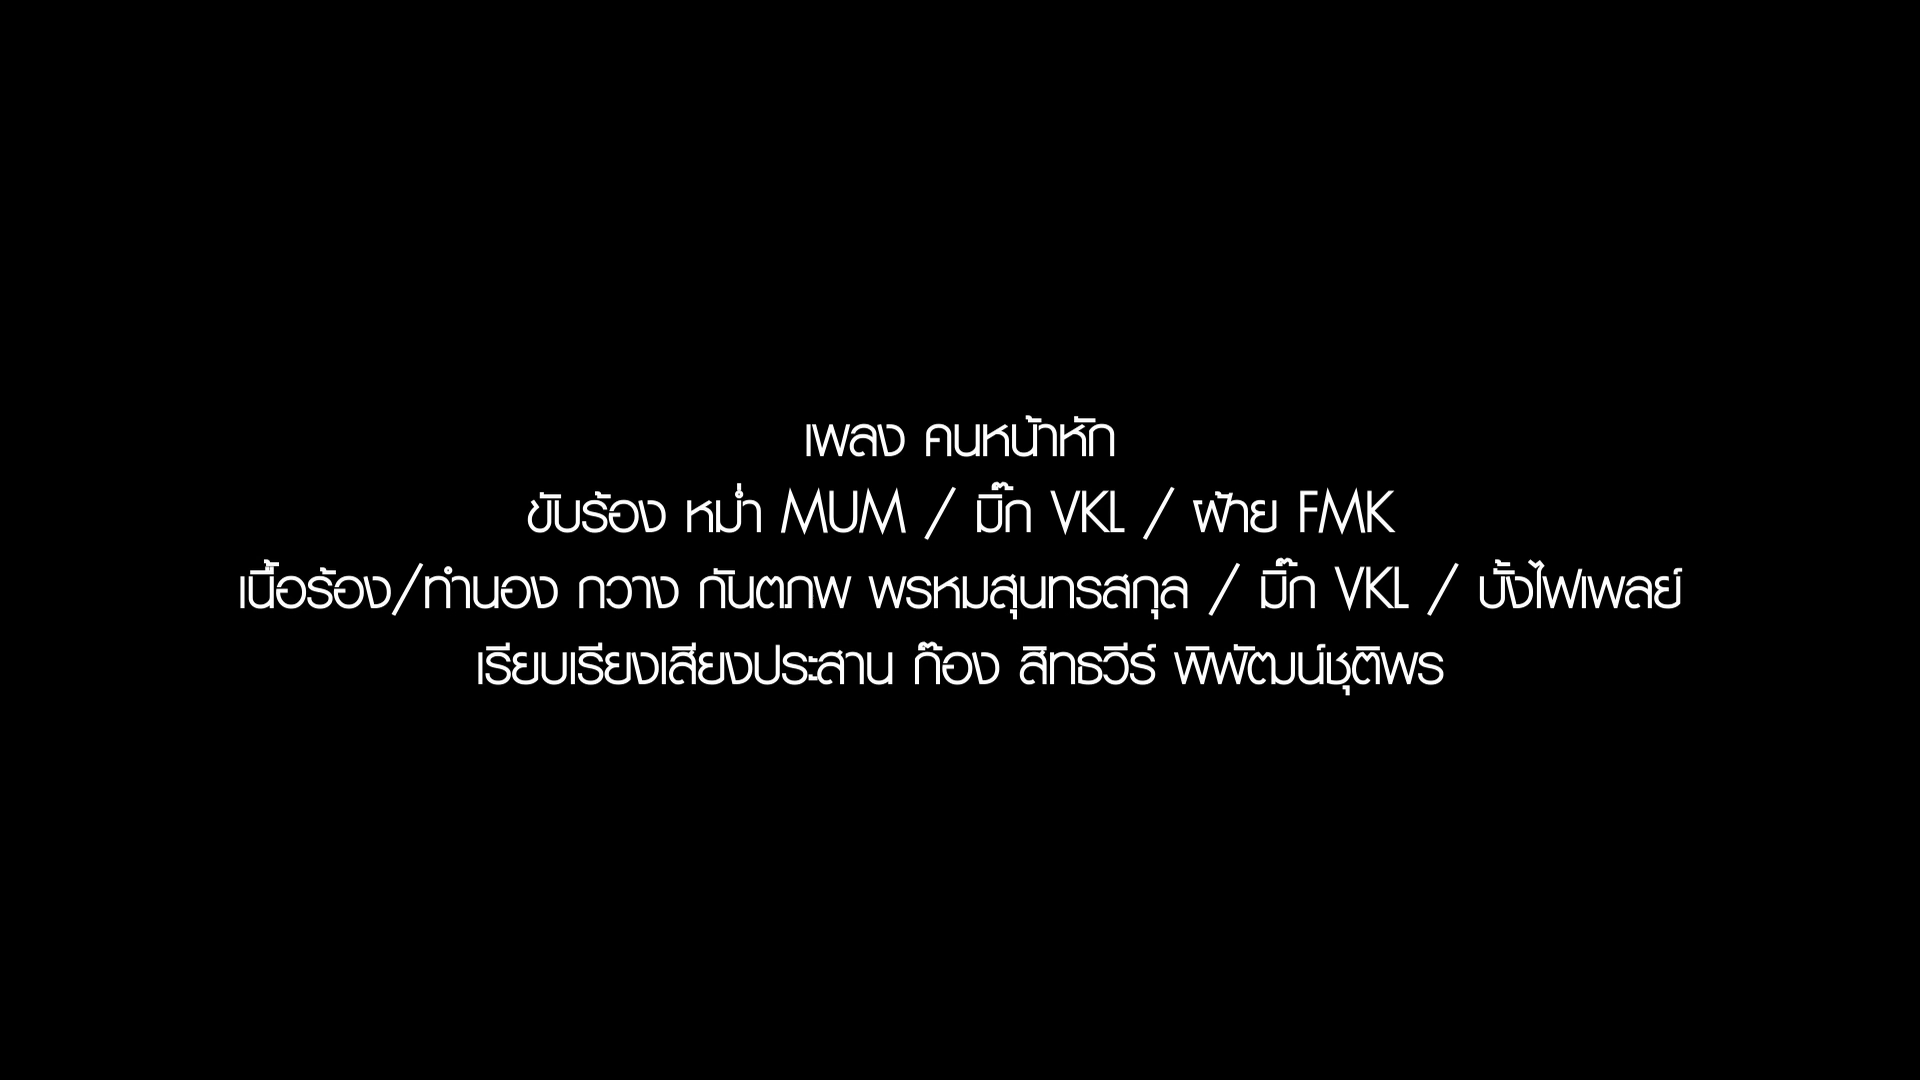 เพลง คนหน้าหัก
ขับร้อง หม่ำ MUM / มิ๊ก VKL / ฝ้าย FMK
เนื้อร้อง/ทำนอง กวาง กันตภพ พรหมสุนทรสกุล / มิ๊ก VKL / บั้งไฟเพลย์
เรียบเรียงเสียงประสาน ก๊อง สิทธวีร์ พิพัฒน์ชุติพร